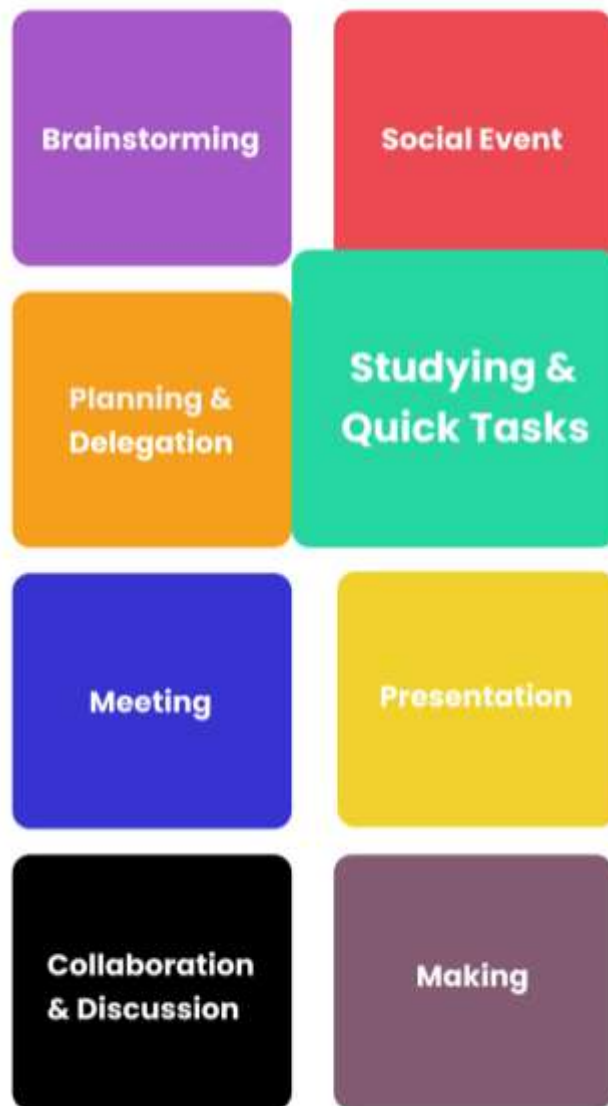 Brainstorming
Social Event
Planning &
Delegation
Studying &
Quick Tasks
Meeting
Presentation
Collaboration
& Discussion
Making